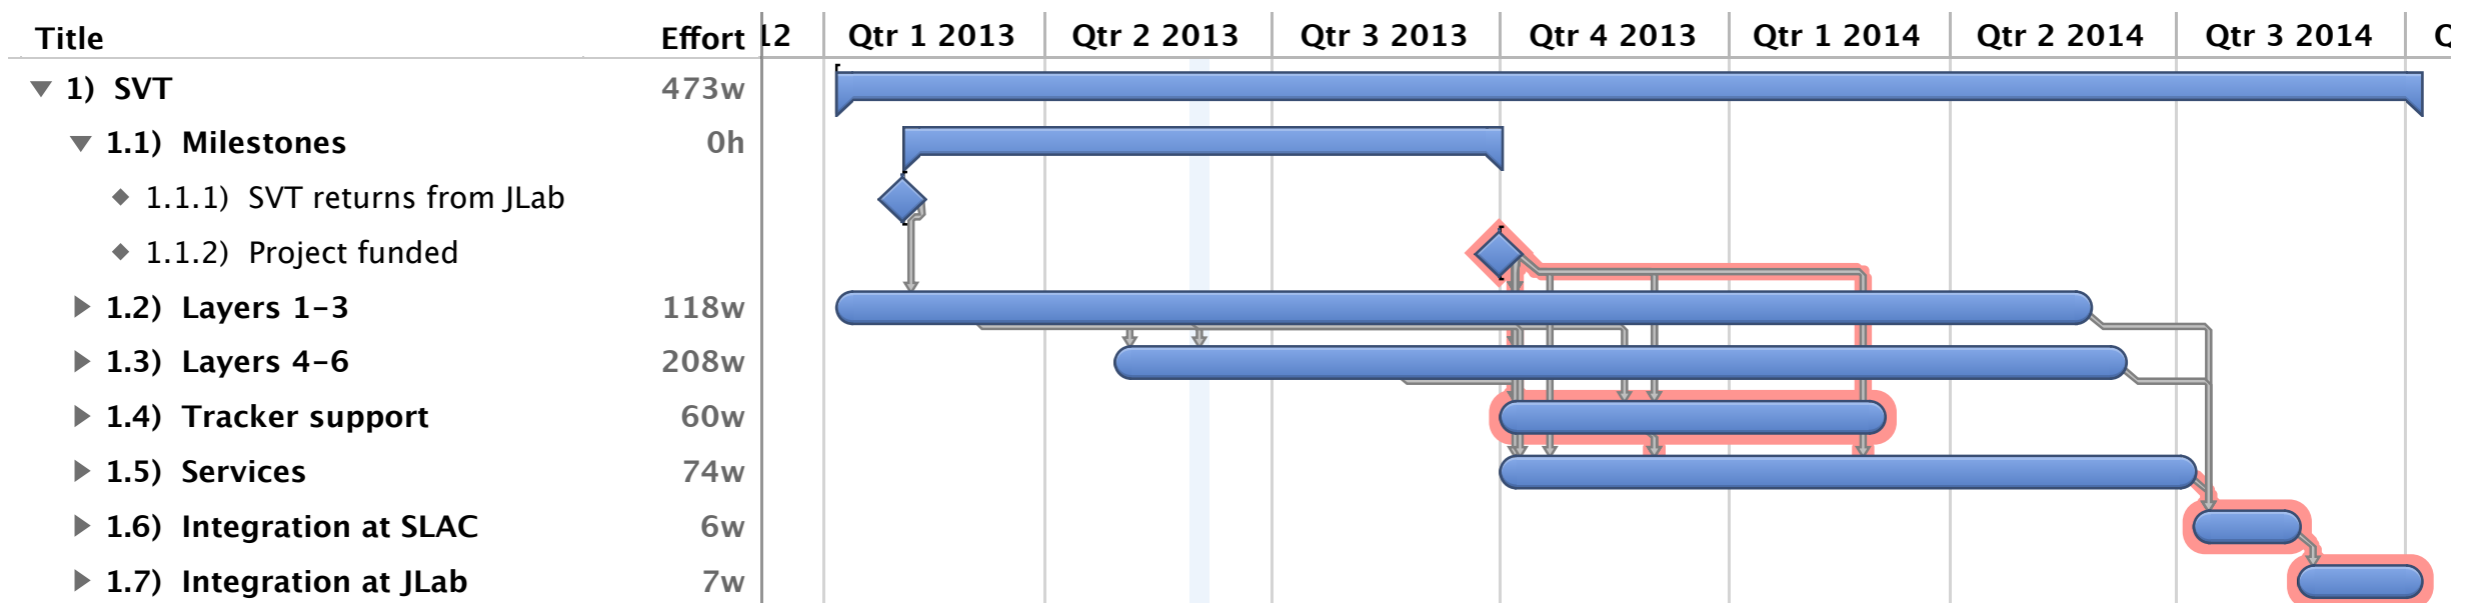 Title Effort 12 Qtr 1 2013 Qtr 2 2013 Qtr 3 2013 Qtr 4 2013 Qtr 1 2014 Qtr 2 2014 Qtr 3 2014 Q
1) SVT 473w
1.1) Milestones 0h
1.1.1) SVT returns from JLab
1.1.2) Project funded
1.2) Layers 1–3 118w
1.3) Layers 4–6 208w
1.4) Tracker support 60w
1.5) Services 74w
1.6) Integration at SLAC 6w
1.7) Integration at JLab 7w